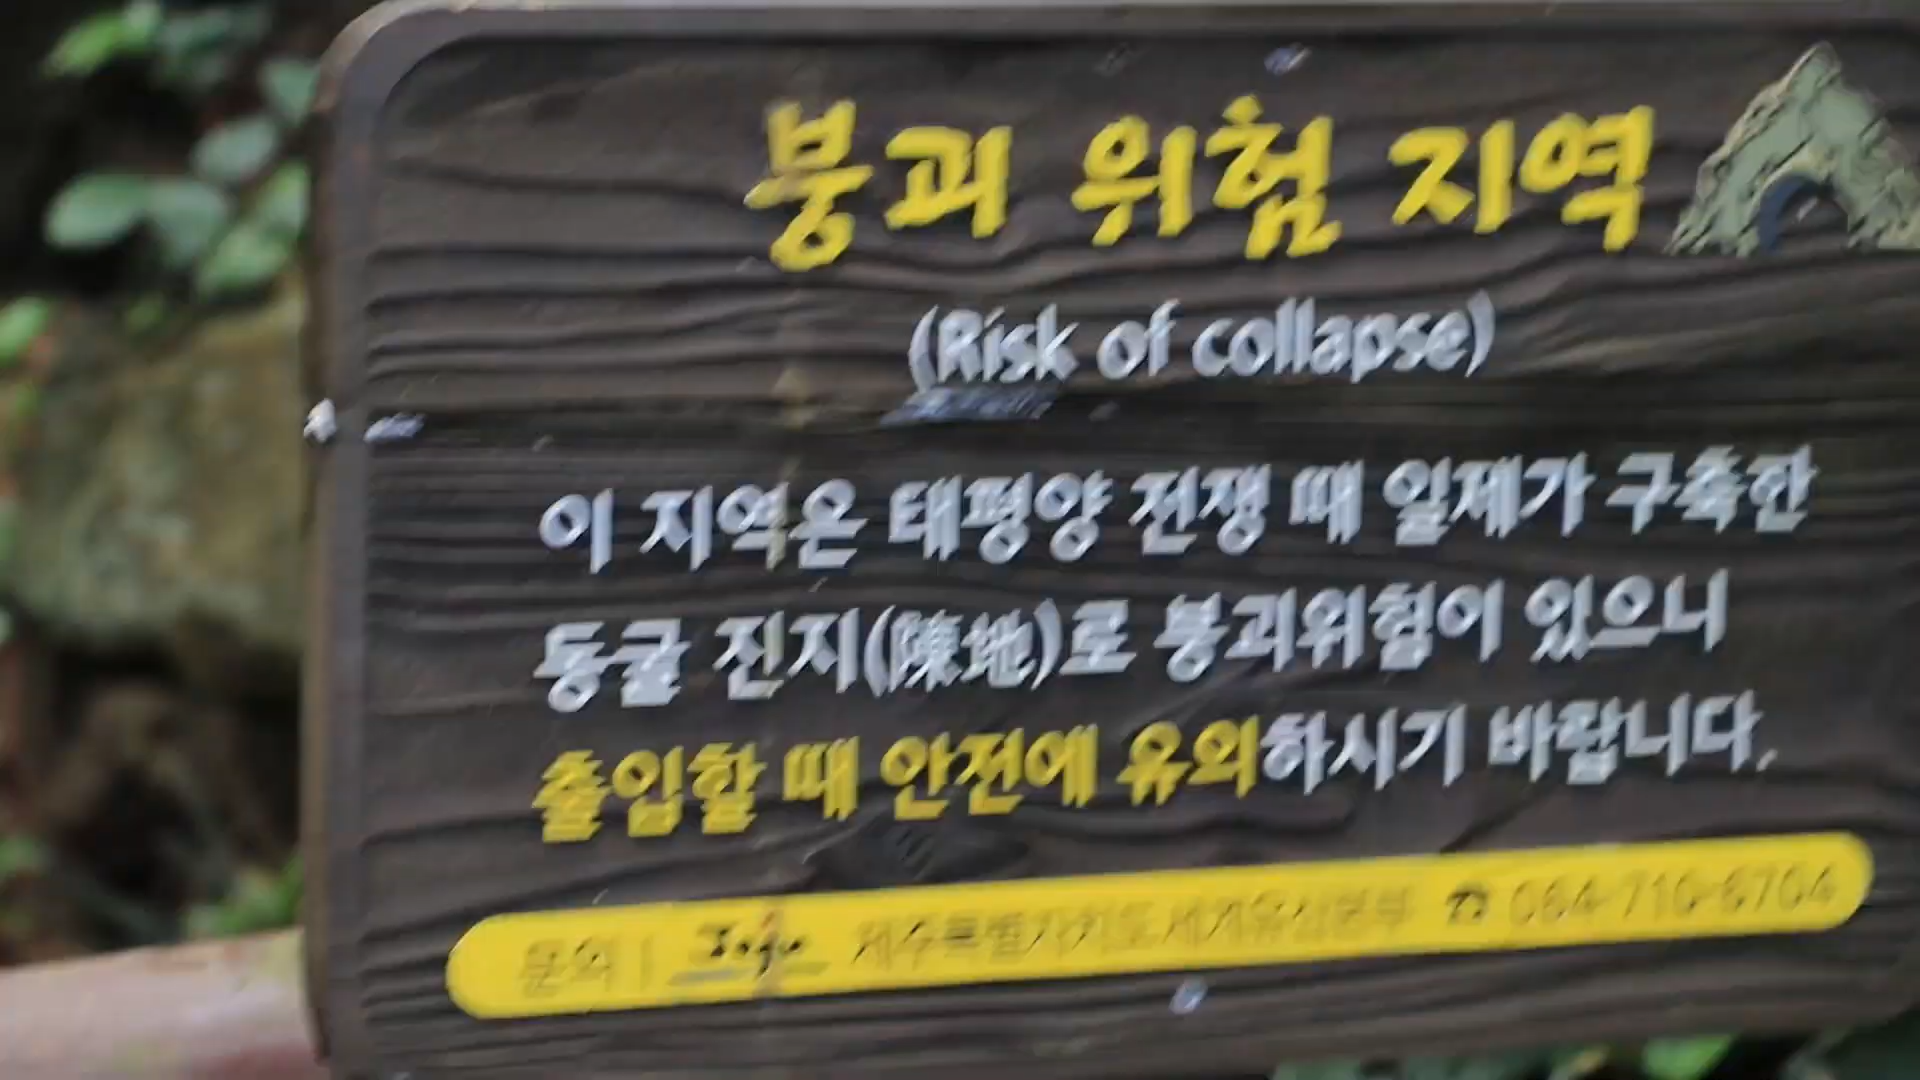 붕괴 위험 지역
(Risk of collapse)
이 지역은 태평양 전쟁 때 일제가 구축한
동굴 진지(陣地)로 붕괴위험이 있으니
출입할 때 안전에 유의하시기 바랍니다.
문의 | Jeju 제주특별자치도 세계유산본부 ☎ 064-710-6704